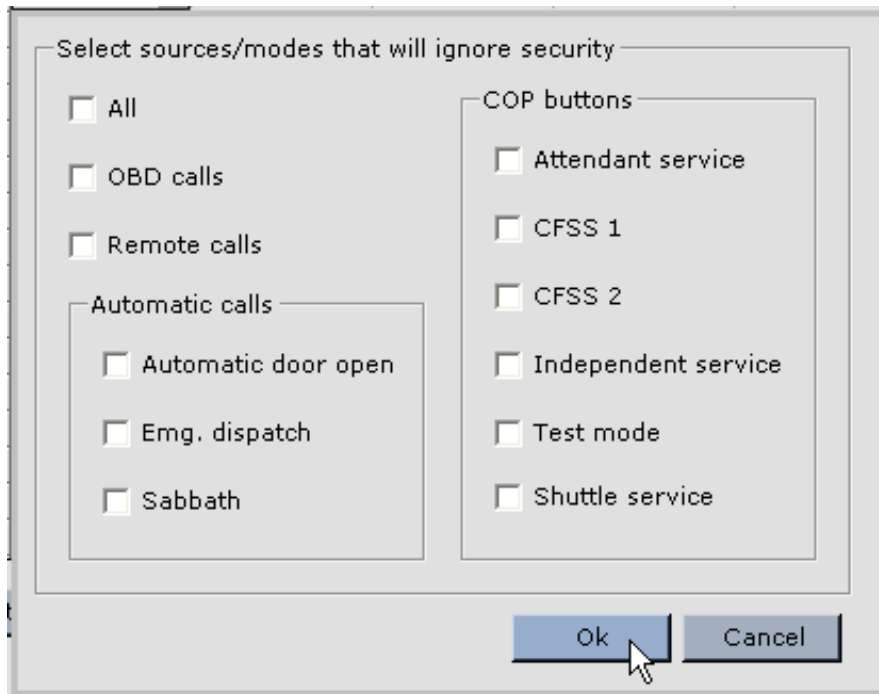 Select sources/modes that will ignore security
All
OBD calls
Remote calls
Automatic calls
Automatic door open
Emg. dispatch
Sabbath
COP buttons
Attendant service
CFSS 1
CFSS 2
Independent service
Test mode
Shuttle service
Ok
Cancel